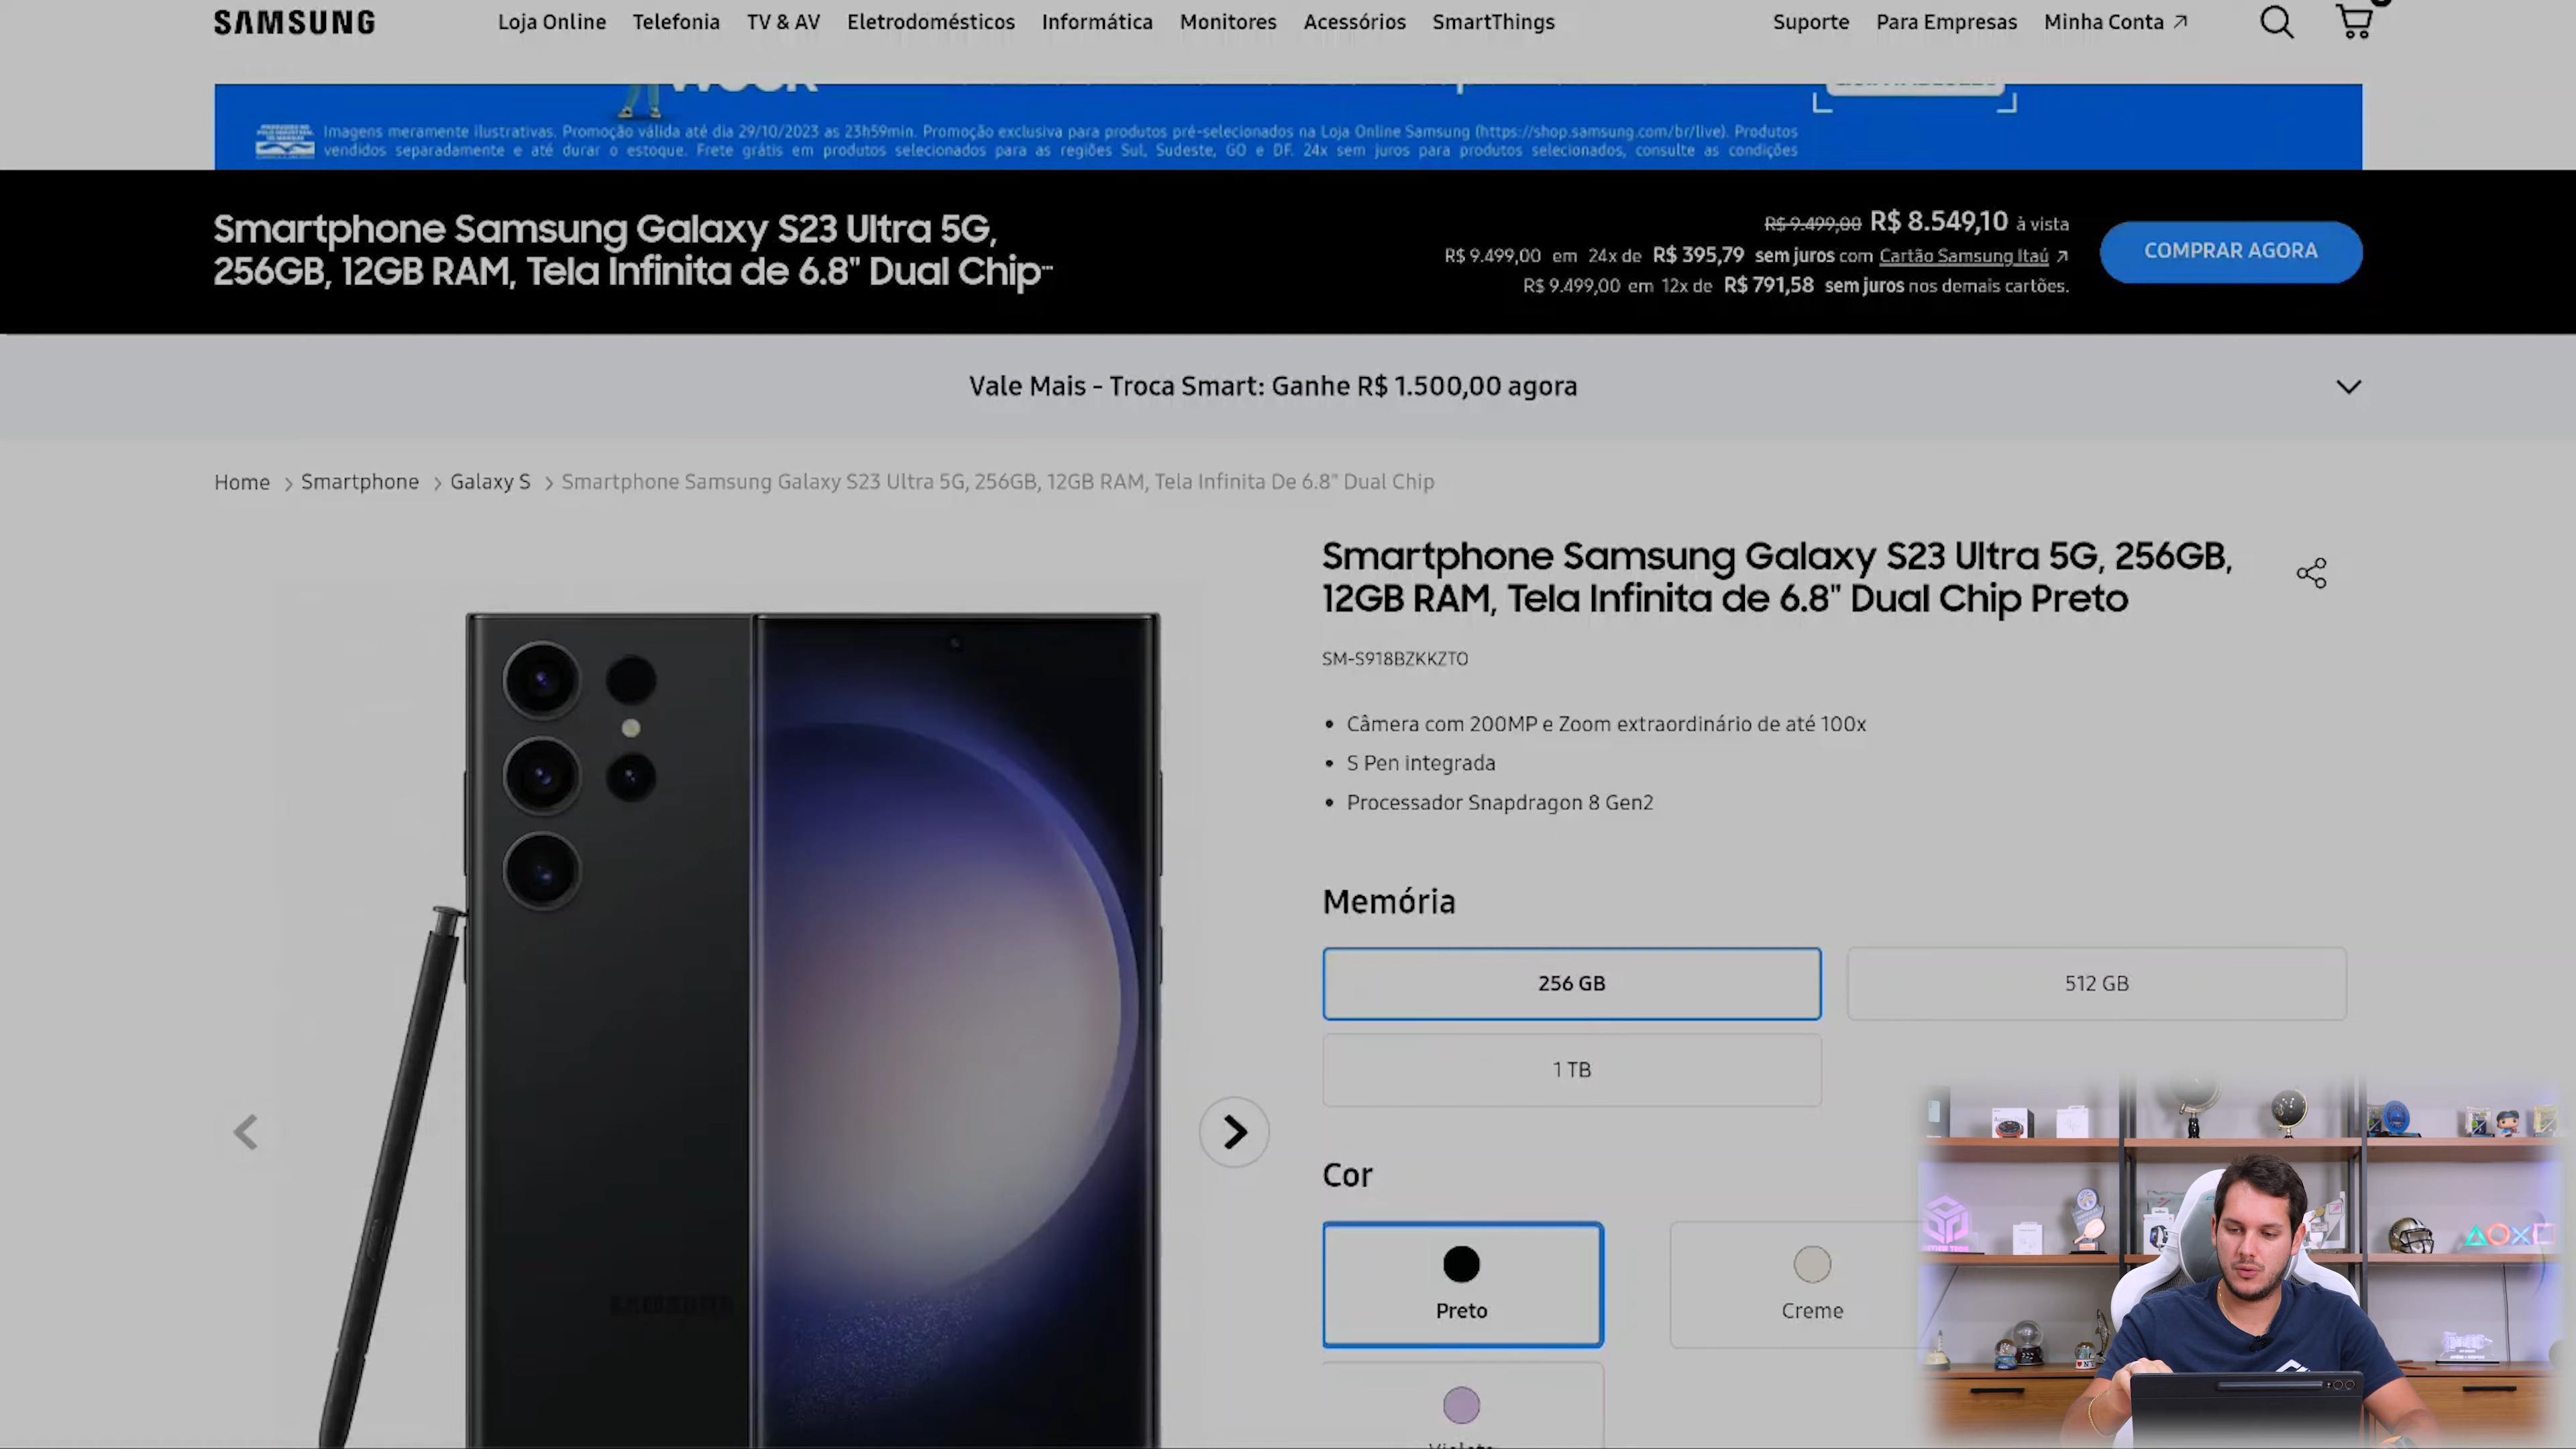 SAMSUNG
Loja Online Telefonia TV & AV Eletrodomésticos Informática Monitores Acessórios SmartThings
Suporte Para Empresas Minha Conta
Imagens meramente ilustrativas. Promoção válida até dia 29/10/2023 as 23h59min. Promoção exclusiva para produtos pré-selecionados na Loja Online Samsung (https://shop.samsung.com/br/live). Produtos
vendidos separadamente e até durar o estoque. Frete grátis em produtos selecionados para as regiões Sul, Sudeste, GO e DF. 24x sem juros para produtos selecionados, consulte as condições
Smartphone Samsung Galaxy S23 Ultra 5G,
256GB, 12GB RAM, Tela Infinita de 6.8" Dual Chip...
R$ 9.499,00 R$ 8.549,10 à vista
R$ 9.499,00 em 24x de R$ 395,79 sem juros com Cartão Samsung Itaú
R$ 9.499,00 em 12x de R$ 791,58 sem juros nos demais cartões.
COMPRAR AGORA
Vale Mais - Troca Smart: Ganhe R$ 1.500,00 agora
Home > Smartphone > Galaxy S > Smartphone Samsung Galaxy S23 Ultra 5G, 256GB, 12GB RAM, Tela Infinita De 6.8" Dual Chip
Smartphone Samsung Galaxy S23 Ultra 5G, 256GB,
12GB RAM, Tela Infinita de 6.8" Dual Chip Preto
SM-S918BZKKZTO
• Câmera com 200MP e Zoom extraordinário de até 100x
• S Pen integrada
• Processador Snapdragon 8 Gen2
Memória
256 GB
512 GB
1 TB
Cor
Preto
Creme
SAMSUNG